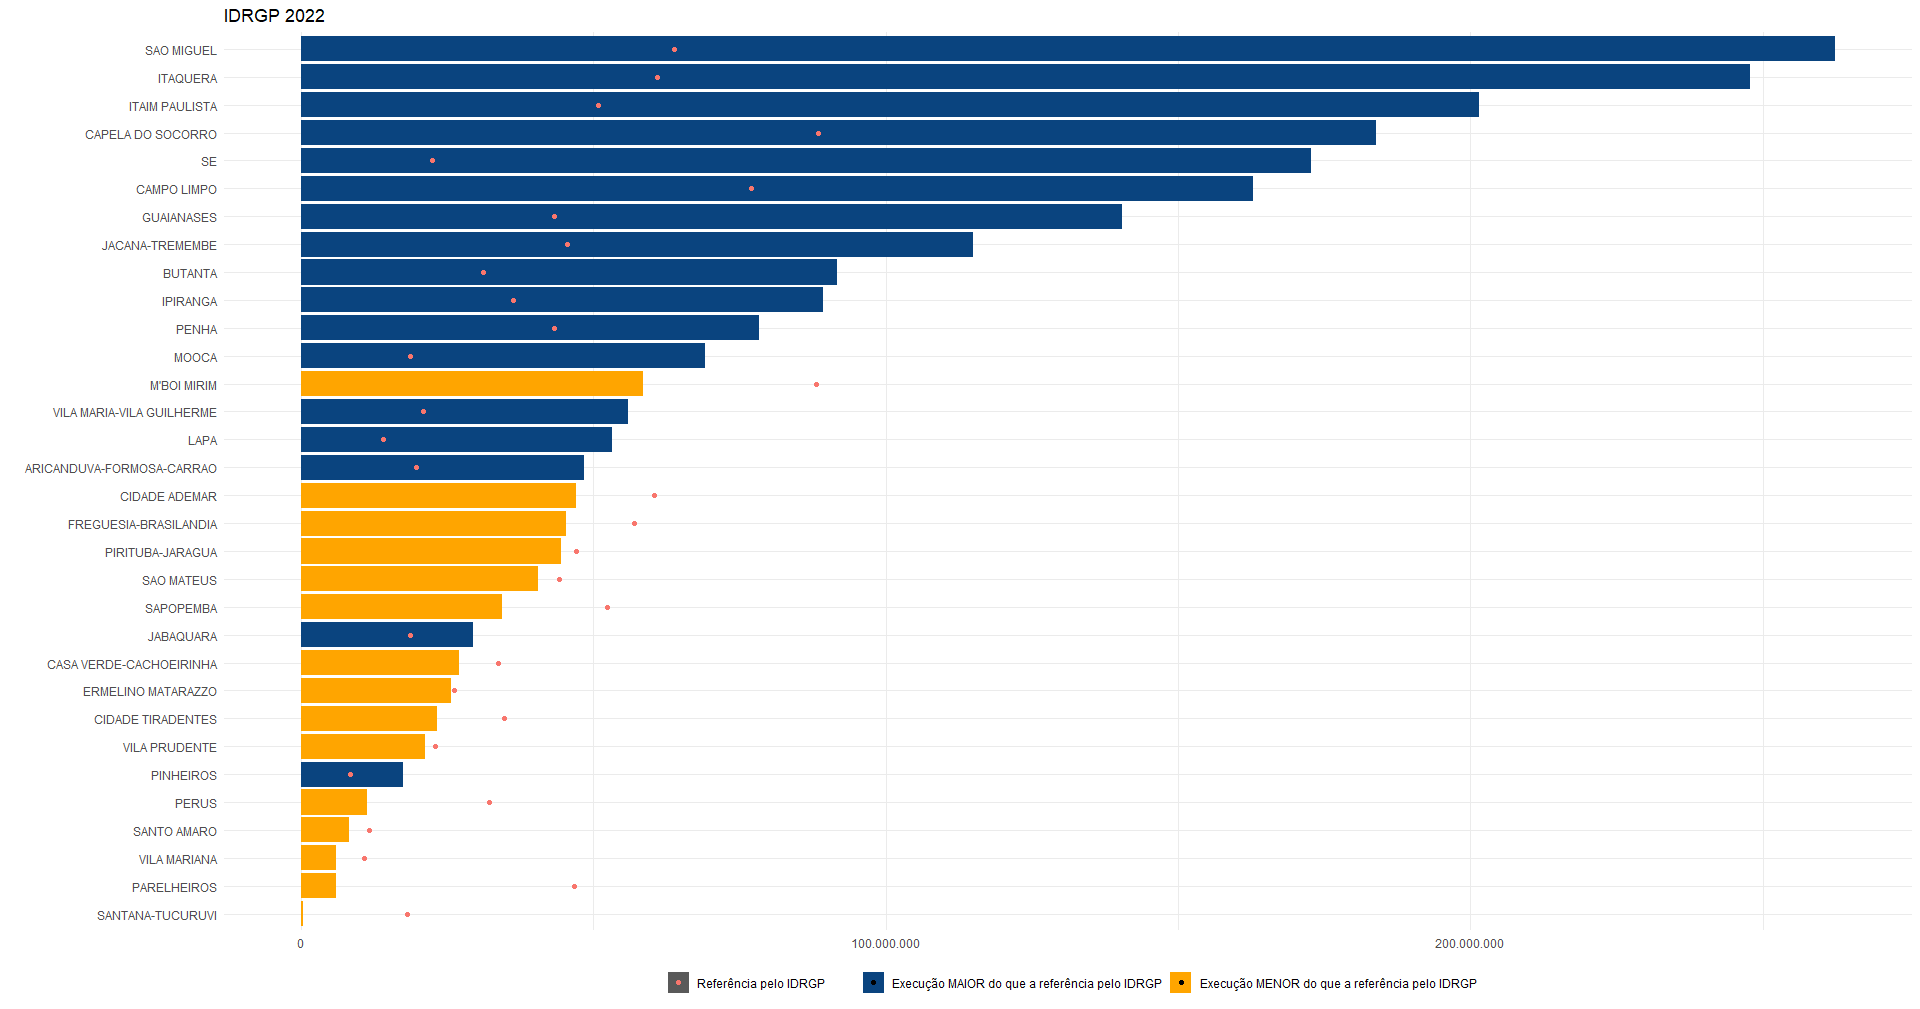 IDRGP 2022
SAO MIGUEL
ITAQUERA
ITAIM PAULISTA
CAPELA DO SOCORRO
SE
CAMPO LIMPO
GUAIANASES
JACANA-TREMEMBE
BUTANTA
IPIRANGA
PENHA
MOOCA
M'BOI MIRIM
VILA MARIA-VILA GUILHERME
LAPA
ARICANDUVA-FORMOSA-CARRAO
CIDADE ADEMAR
FREGUESIA-BRASILANDIA
PIRITUBA-JARAGUA
SAO MATEUS
SAPOPEMBA
JABAQUARA
CASA VERDE-CACHOEIRINHA
ERMELINO MATARAZZO
CIDADE TIRADENTES
VILA PRUDENTE
PINHEIROS
PERUS
SANTO AMARO
VILA MARIANA
PARELHEIROS
SANTANA-TUCURUVI
0 100.000.000 200.000.000
Referência pelo IDRGP Execução MAIOR do que a referência pelo IDRGP Execução MENOR do que a referência pelo IDRGP